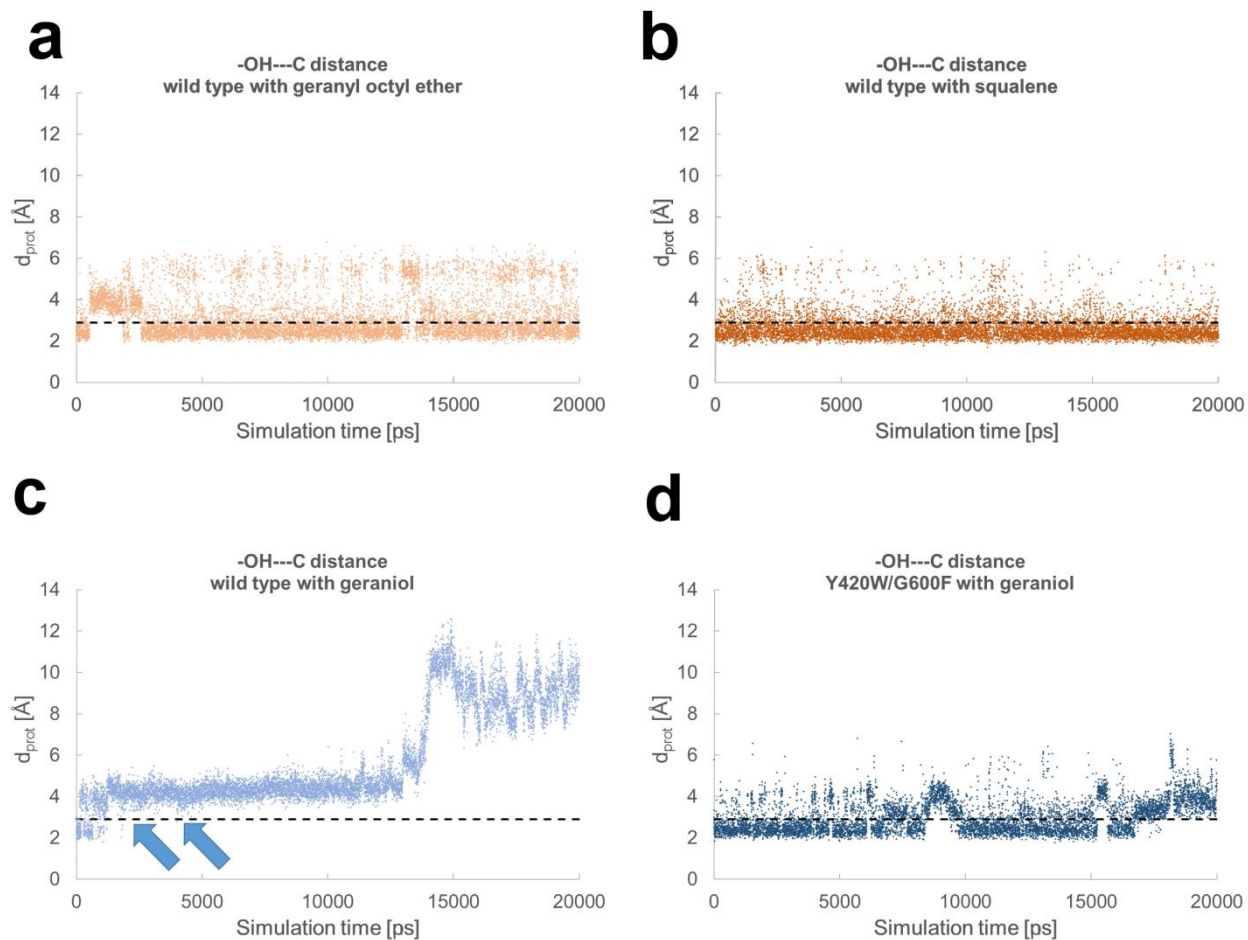 a
-OH---C distance
wild type with geranyl octyl ether
14
12
10
8
6
4
2
0
d_prot [Å]
0 5000 10000 15000 20000
Simulation time [ps]
b
-OH---C distance
wild type with squalene
14
12
10
8
6
4
2
0
d_prot [Å]
0 5000 10000 15000 20000
Simulation time [ps]
c
-OH---C distance
wild type with geraniol
14
12
10
8
6
4
2
0
d_prot [Å]
0 5000 10000 15000 20000
Simulation time [ps]
d
-OH---C distance
Y420W/G600F with geraniol
14
12
10
8
6
4
2
0
d_prot [Å]
0 5000 10000 15000 20000
Simulation time [ps]